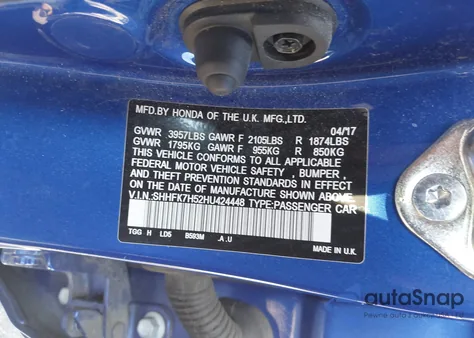 MFD.BY HONDA OF THE U.K. MFG.,LTD. 04/17
GVWR 3957LBS GAWR F 2105LBS R 1874LBS
GVWR 1795KG GAWR F 955KG R 850KG
THIS VEHICLE CONFORMS TO ALL APPLICABLE
FEDERAL MOTOR VEHICLE SAFETY , BUMPER ,
AND THEFT PREVENTION STANDARDS IN EFFECT
ON THE DATE OF MANUFACTURE SHOWN ABOVE.
V.I.N.:SHHFK7H52HU424448 TYPE:PASSENGER CAR
TGG H LD5 B593M .A.U MADE IN U.K.
autoSnap
Pewne auta z